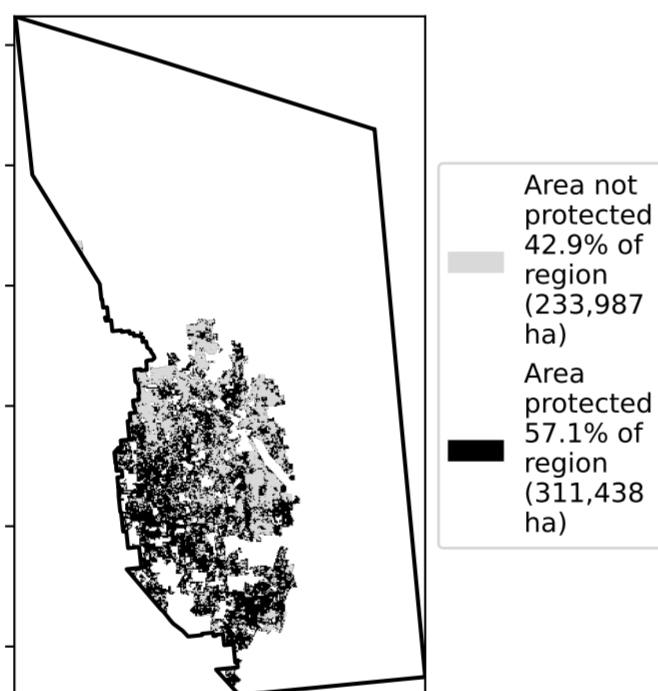 Area not
protected
42.9% of
region
(233,987
ha)
Area
protected
57.1% of
region
(311,438
ha)